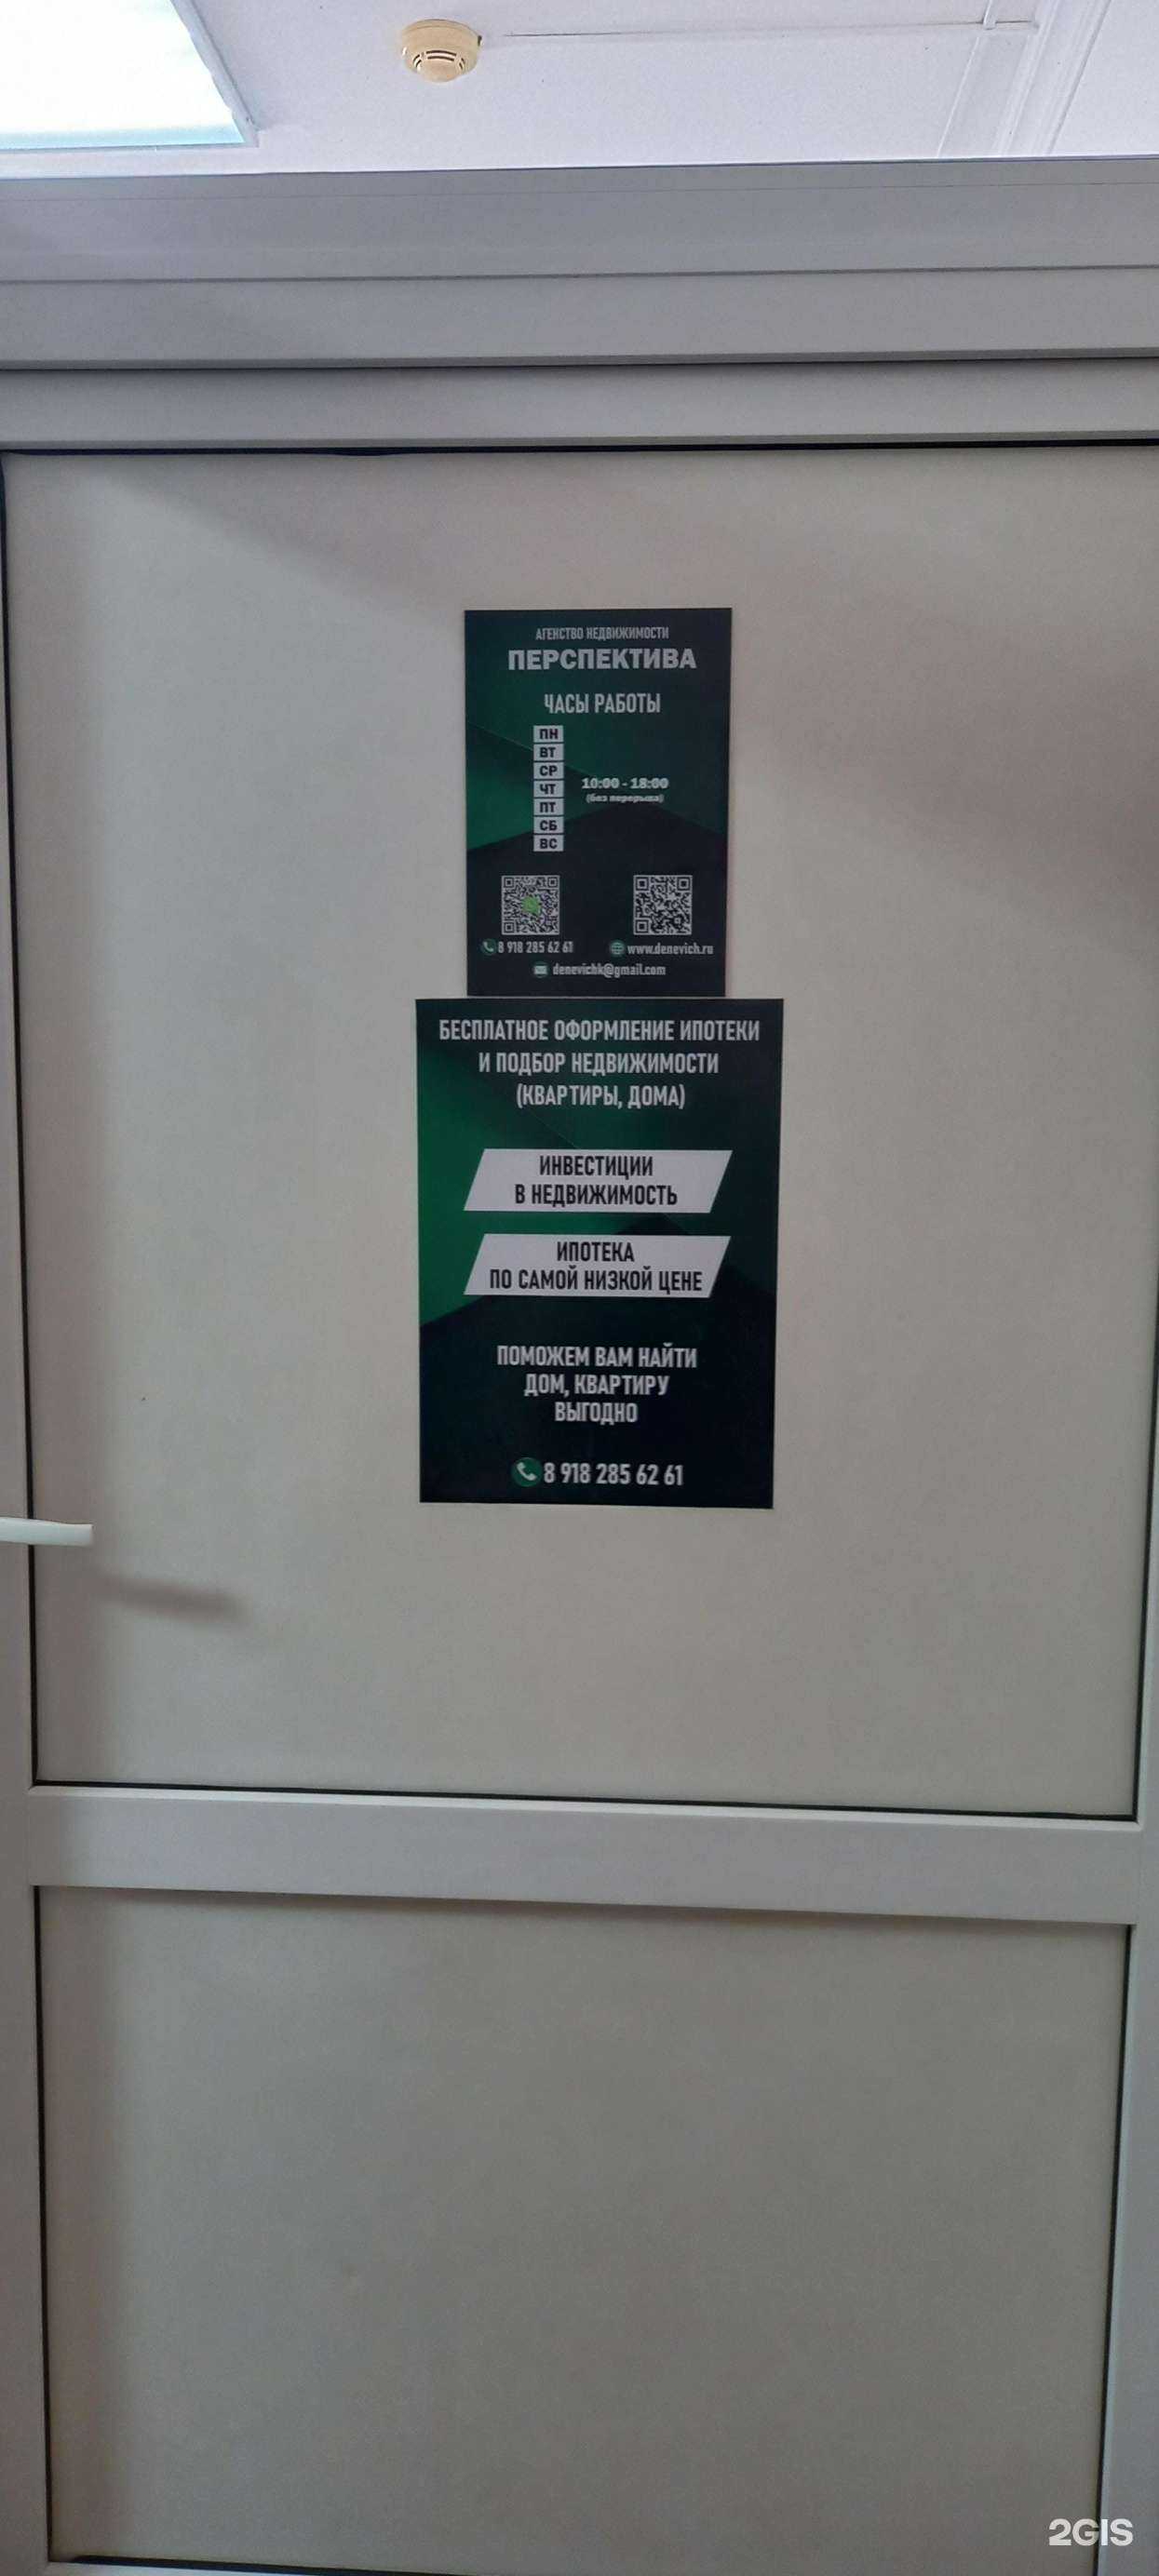 АГЕНСТВО НЕДВИЖИМОСТИ
ПЕРСПЕКТИВА
ЧАСЫ РАБОТЫ
ПН
ВТ
СР
ЧТ
ПТ
СБ
ВС
10:00 - 18:00
(без перерыва)
8 918 285 62 61
www.denevich.ru
denevichk@gmail.com
БЕСПЛАТНОЕ ОФОРМЛЕНИЕ ИПОТЕКИ
И ПОДБОР НЕДВИЖИМОСТИ
(КВАРТИРЫ, ДОМА)
ИНВЕСТИЦИИ
В НЕДВИЖИМОСТЬ
ИПОТЕКА
ПО САМОЙ НИЗКОЙ ЦЕНЕ
ПОМОЖЕМ ВАМ НАЙТИ
ДОМ, КВАРТИРУ
ВЫГОДНО
8 918 285 62 61
2GIS